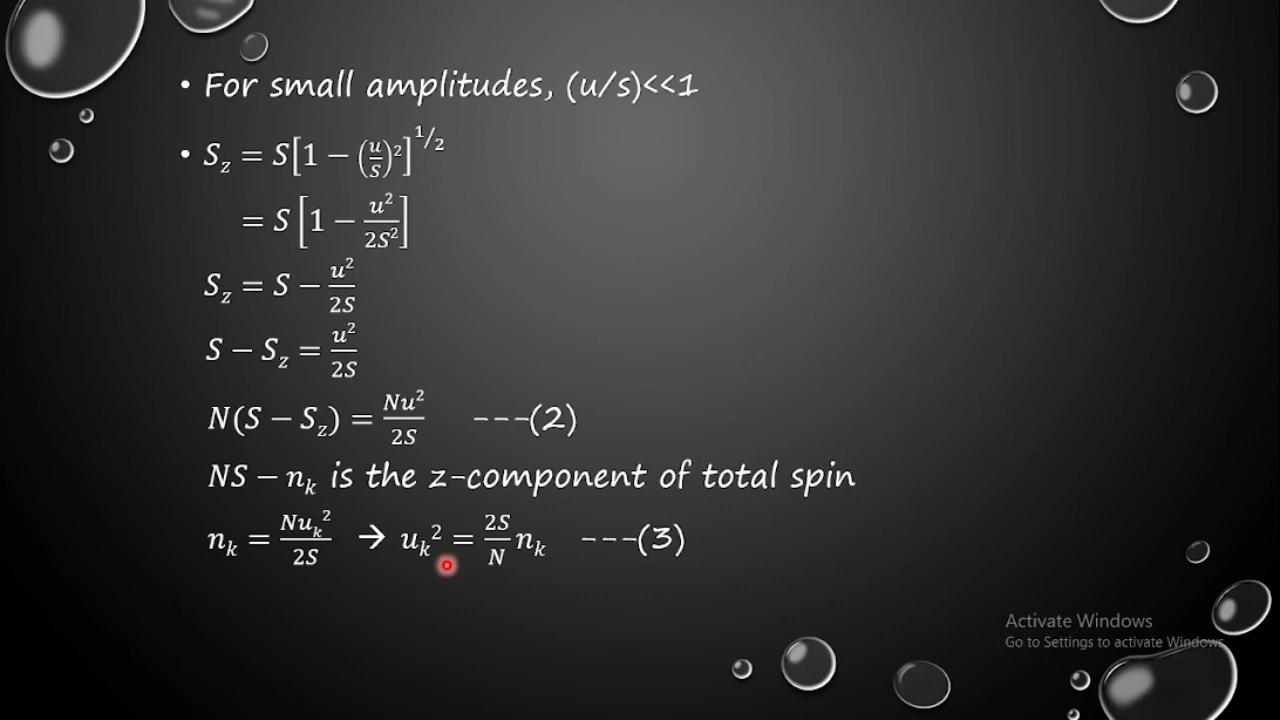 • For small amplitudes, (u/s)<<1
• S_z = S[1 − (u/S)²]^1/2
= S[1 − u²/2S²]
S_z = S − u²/2S
S − S_z = u²/2S
N(S − S_z) = Nu²/2S ---(2)
NS − n_k is the z-component of total spin
n_k = Nu_k²/2S → u_k² = 2S/N n_k ---(3)
Activate Windows
Go to Settings to activate Windows.